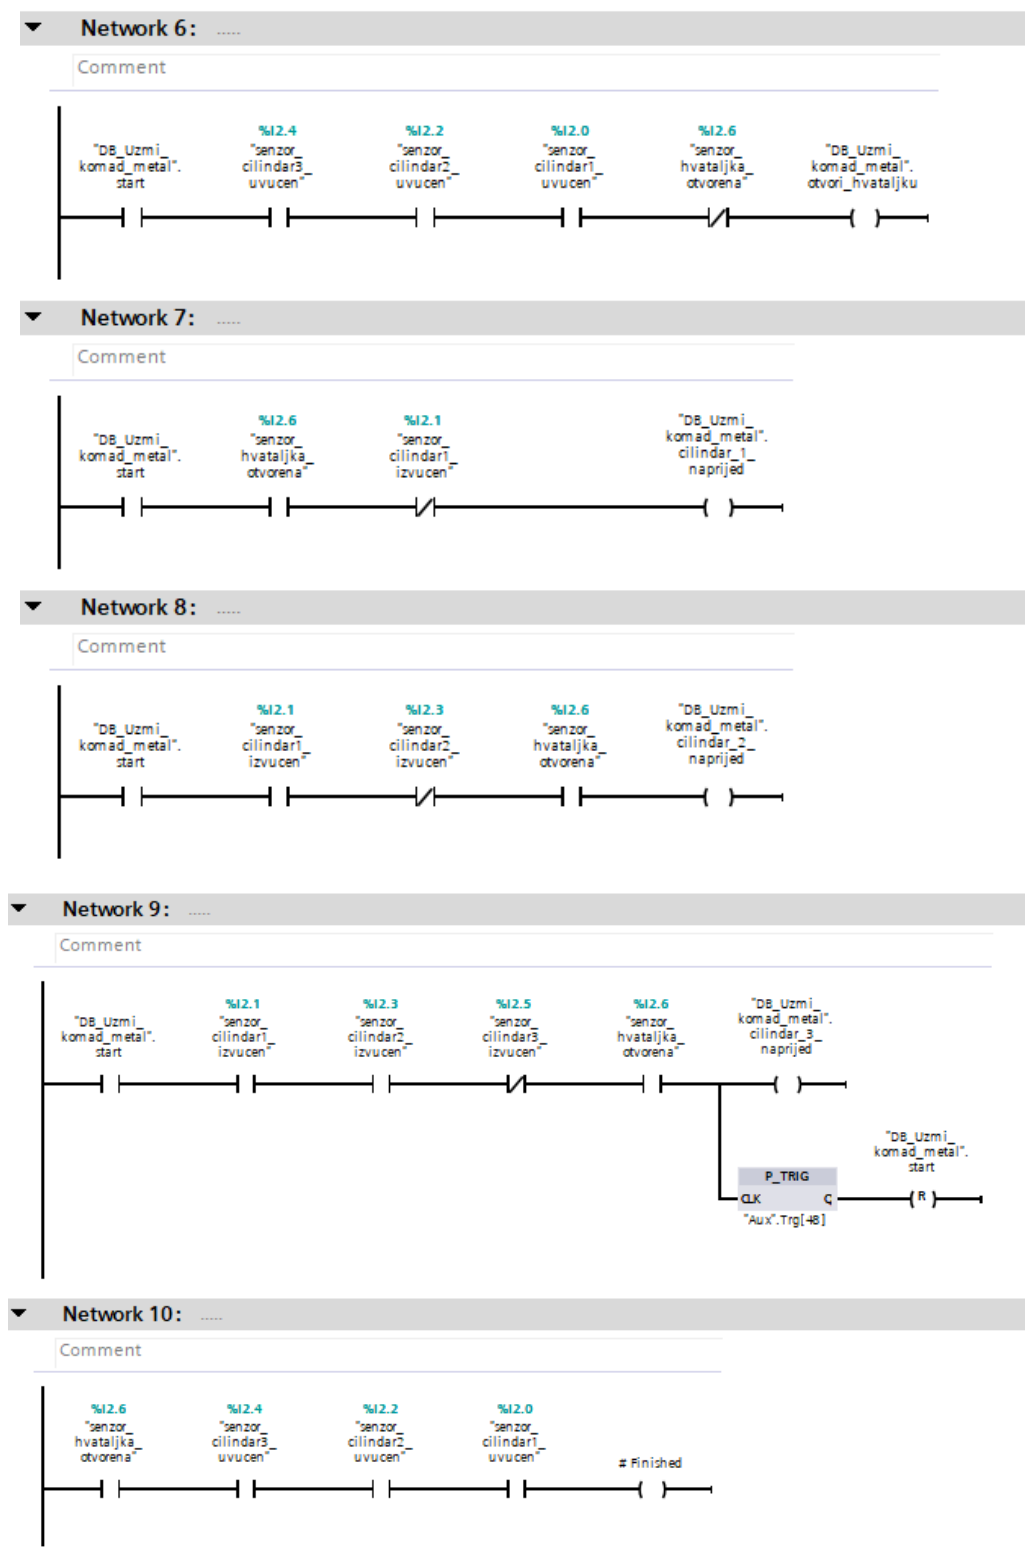 Network 6: .....
Comment
%I2.4 %I2.2 %I2.0 %I2.6
"DB_Uzmi_ "senzor_ "senzor_ "senzor_ "senzor_ "DB_Uzmi_
komad_metal". cilindar3_ cilindar2_ cilindar1_ hvataljka_ komad_metal".
start uvucen" uvucen" uvucen" otvorena" otvori_hvataljku
Network 7: .....
Comment
%I2.6 %I2.1 "DB_Uzmi_
"DB_Uzmi_ "senzor_ "senzor_ komad_metal".
komad_metal". hvataljka_ cilindar1_ cilindar_1_
start otvorena" izvucen" naprijed
Network 8: .....
Comment
%I2.1 %I2.3 %I2.6 "DB_Uzmi_
"DB_Uzmi_ "senzor_ "senzor_ "senzor_ komad_metal".
komad_metal". cilindar1_ cilindar2_ hvataljka_ cilindar_2_
start izvucen" izvucen" otvorena" naprijed
Network 9: .....
Comment
%I2.1 %I2.3 %I2.5 %I2.6 "DB_Uzmi_
"DB_Uzmi_ "senzor_ "senzor_ "senzor_ "senzor_ komad_metal".
komad_metal". cilindar1_ cilindar2_ cilindar3_ hvataljka_ cilindar_3_
start izvucen" izvucen" izvucen" otvorena" naprijed
"DB_Uzmi_
komad_metal".
start
P_TRIG
CLK Q R
"Aux".Trg[48]
Network 10: .....
Comment
%I2.6 %I2.4 %I2.2 %I2.0
"senzor_ "senzor_ "senzor_ "senzor_
hvataljka_ cilindar3_ cilindar2_ cilindar1_
otvorena" uvucen" uvucen" uvucen" # Finished